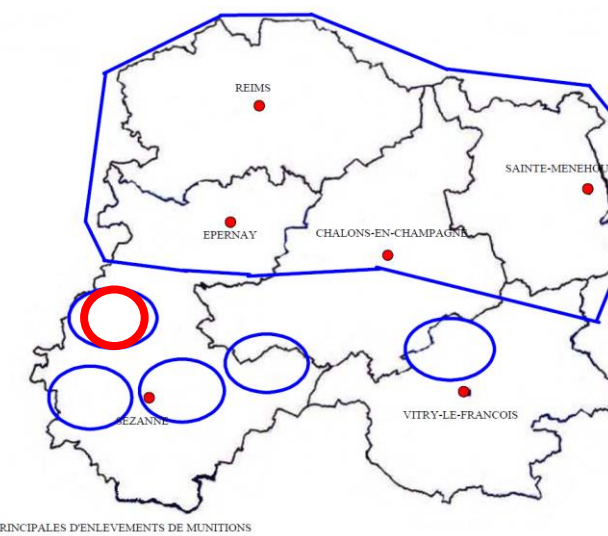 REIMS
SAINTE-MENEHOU
EPERNAY
CHALONS-EN-CHAMPAGNE
SEZANNE
VITRY-LE-FRANCOIS
RINCIPALES D'ENLEVEMENTS DE MUNITIONS